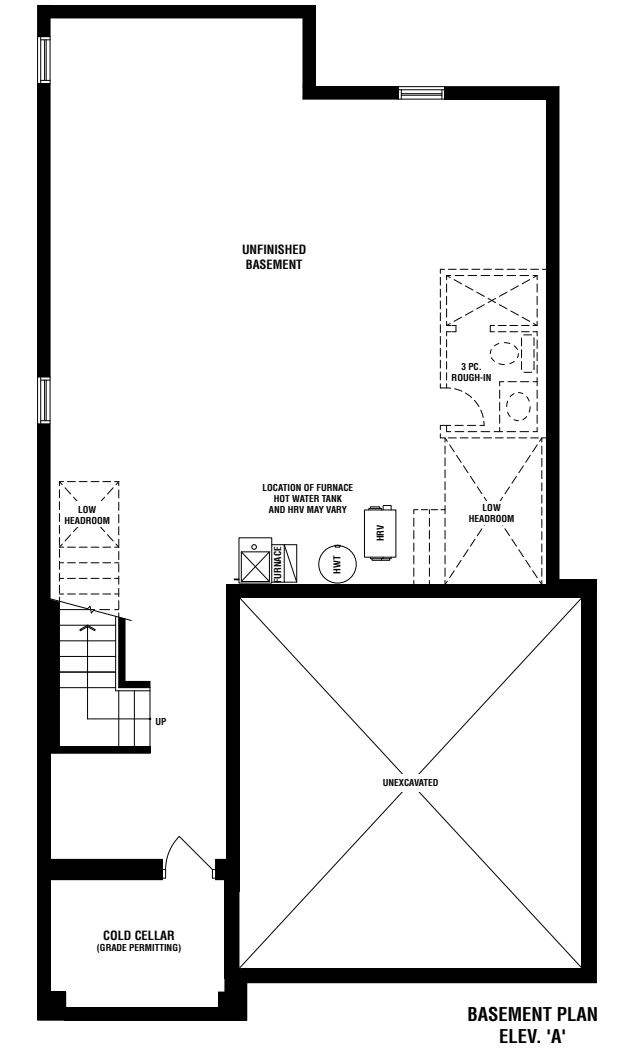 UNFINISHED
BASEMENT
3 PC.
ROUGH-IN
LOCATION OF FURNACE
HOT WATER TANK
AND HRV MAY VARY
LOW
HEADROOM
LOW
HEADROOM
FURNACE
HWT
HRV
UP
UNEXCAVATED
COLD CELLAR
(GRADE PERMITTING)
BASEMENT PLAN
ELEV. 'A'